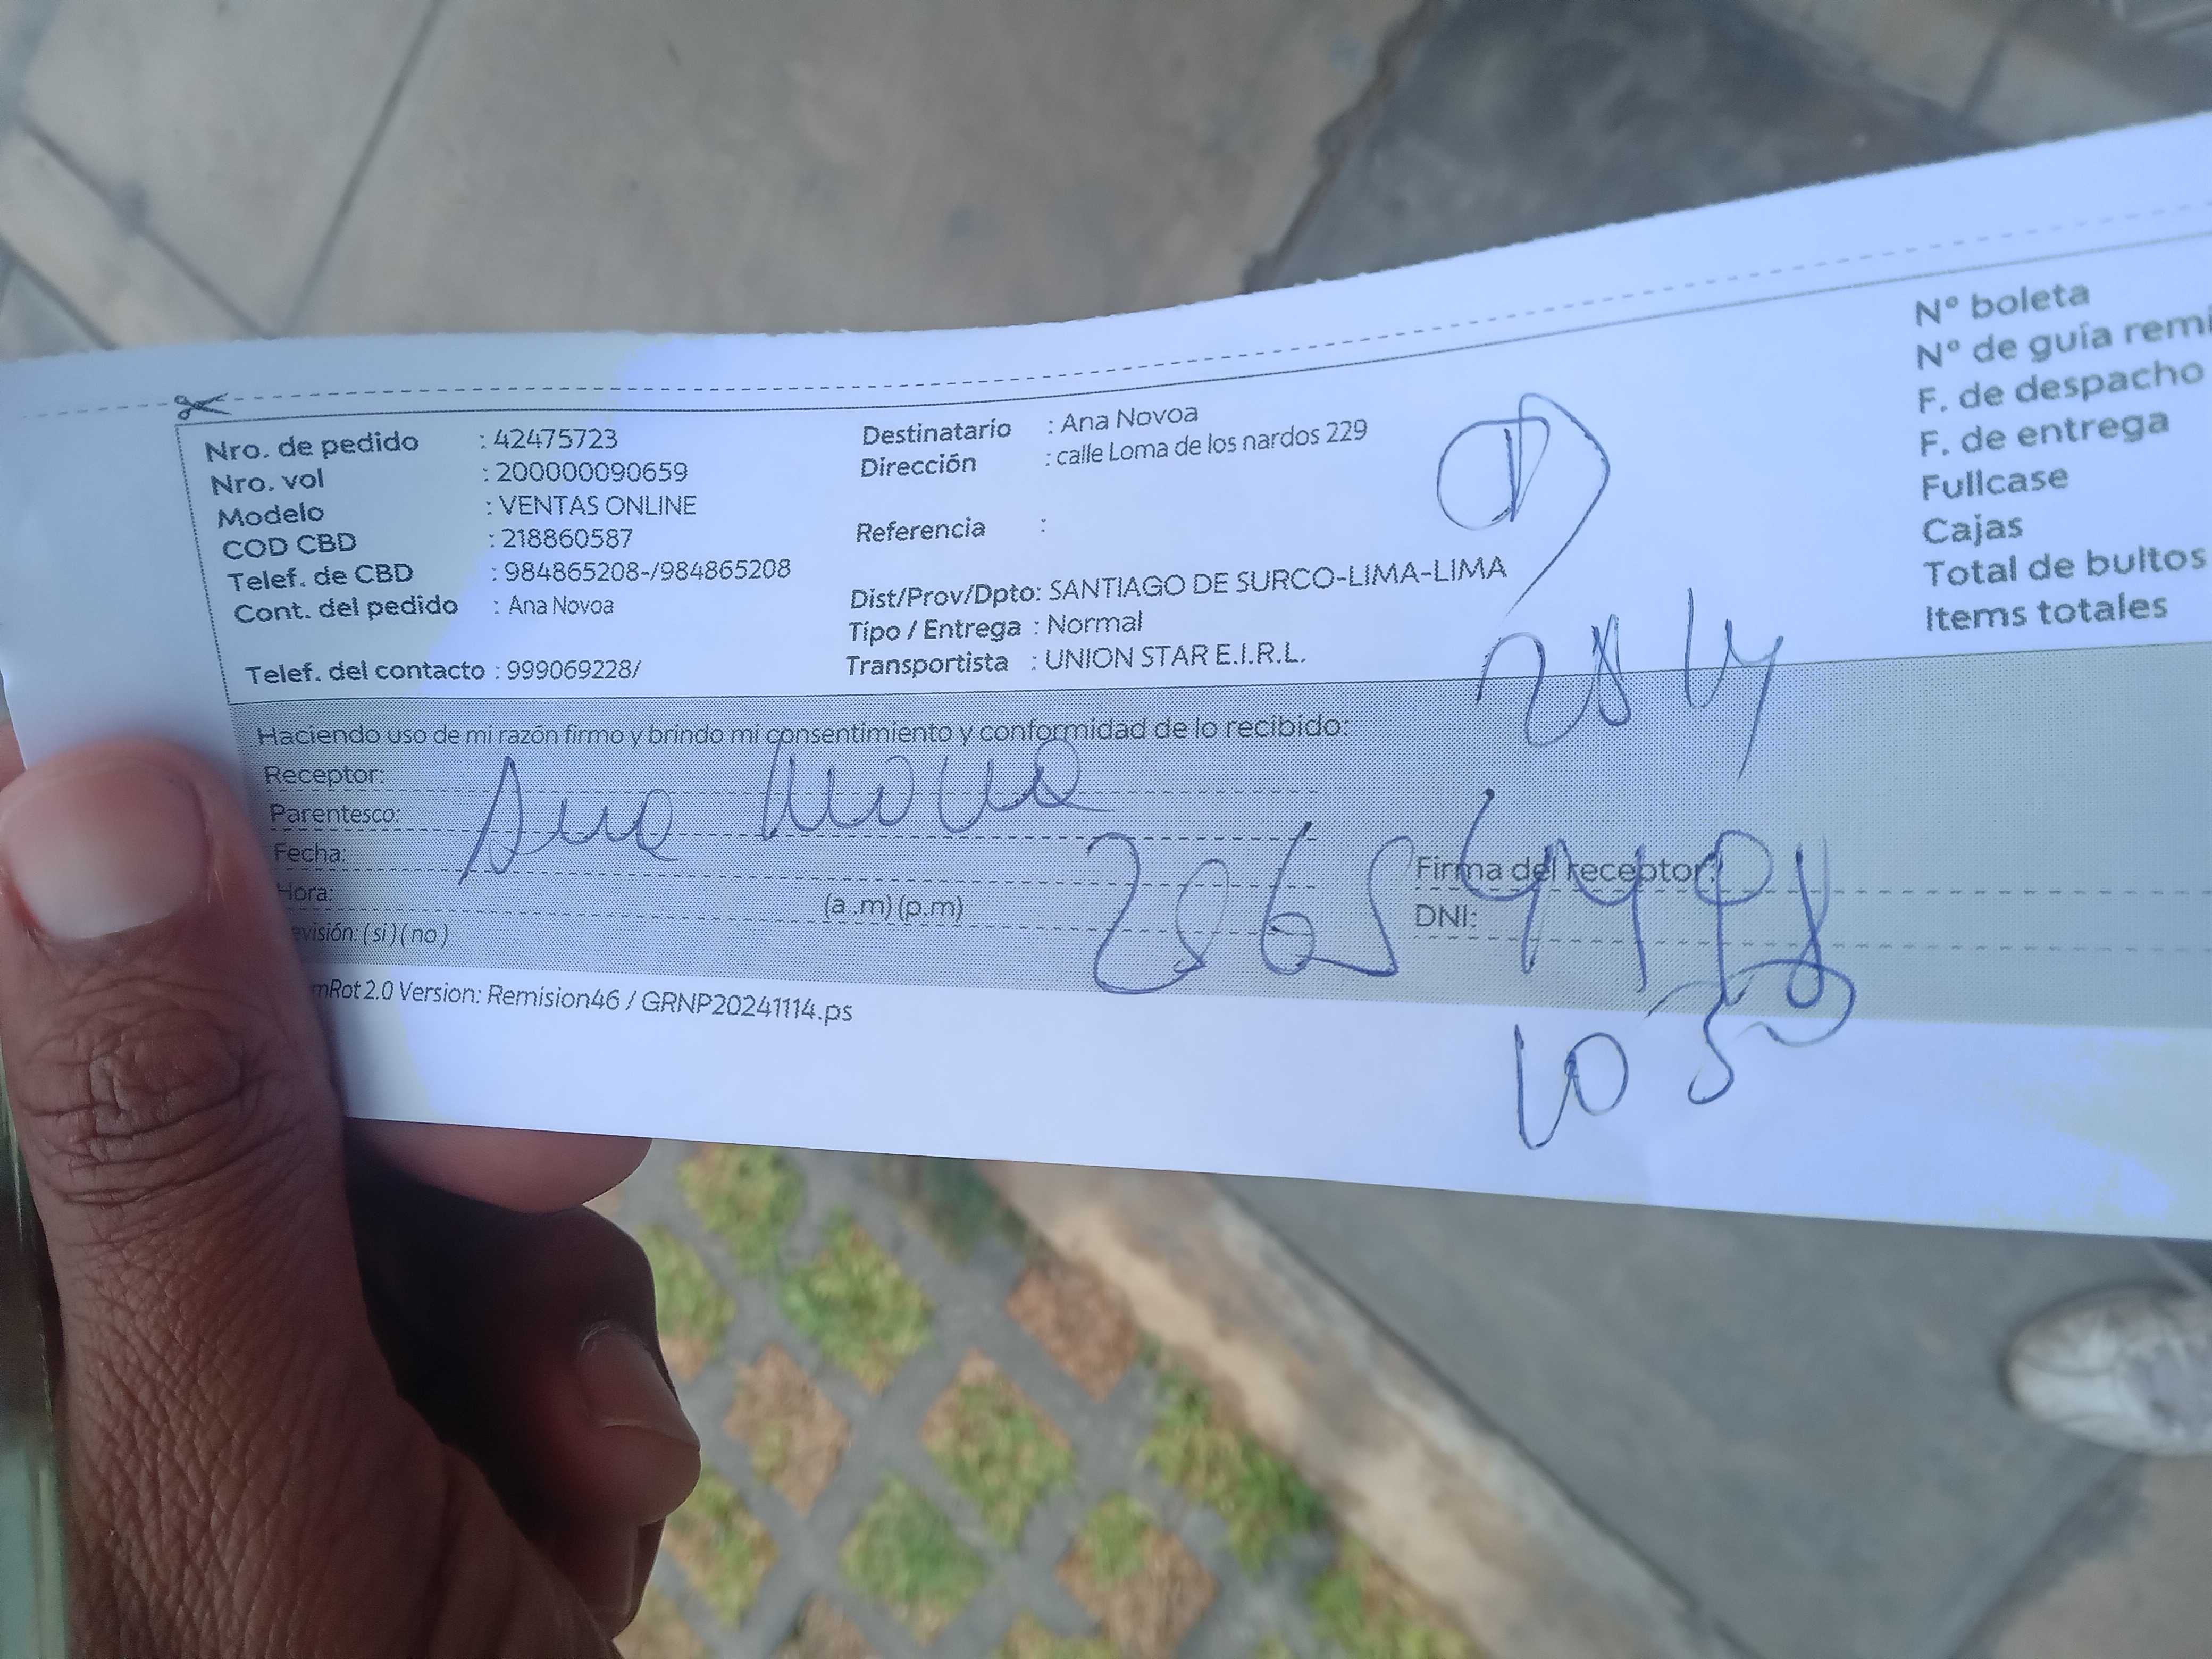 Nro. de pedido : 42475723
Nro. vol : 200000090659
Modelo : VENTAS ONLINE
COD CBD : 218860587
Telef. de CBD : 984865208-/984865208
Cont. del pedido : Ana Novoa
Telef. del contacto : 999069228/
Destinatario : Ana Novoa
Dirección : calle Loma de los nardos 229
Referencia :
Dist/Prov/Dpto: SANTIAGO DE SURCO-LIMA-LIMA
Tipo / Entrega : Normal
Transportista : UNION STAR E.I.R.L.
N° boleta
N° de guía remi
F. de despacho
F. de entrega
Fullcase
Cajas
Total de bultos
Items totales
Haciendo uso de mi razón firmo y brindo mi consentimiento y conformidad de lo recibido:
Receptor:
Parentesco:
Ana Novoa
Fecha:
Hora: (a .m) (p.m)
evisión: ( si ) ( no )
Firma del receptor:
DNI:
mRot 2.0 Version: Remision46 / GRNP20241114.ps